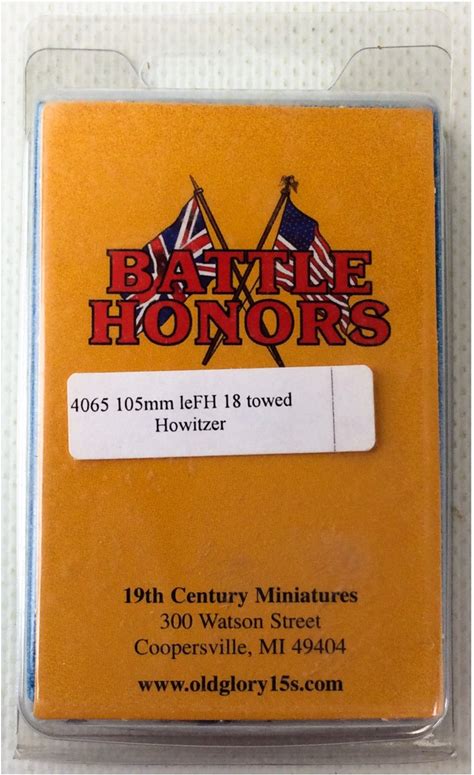 BATTLE
HONORS
4065 105mm leFH 18 towed
Howitzer
19th Century Miniatures
300 Watson Street
Coopersville, MI 49404
www.oldglory15s.com